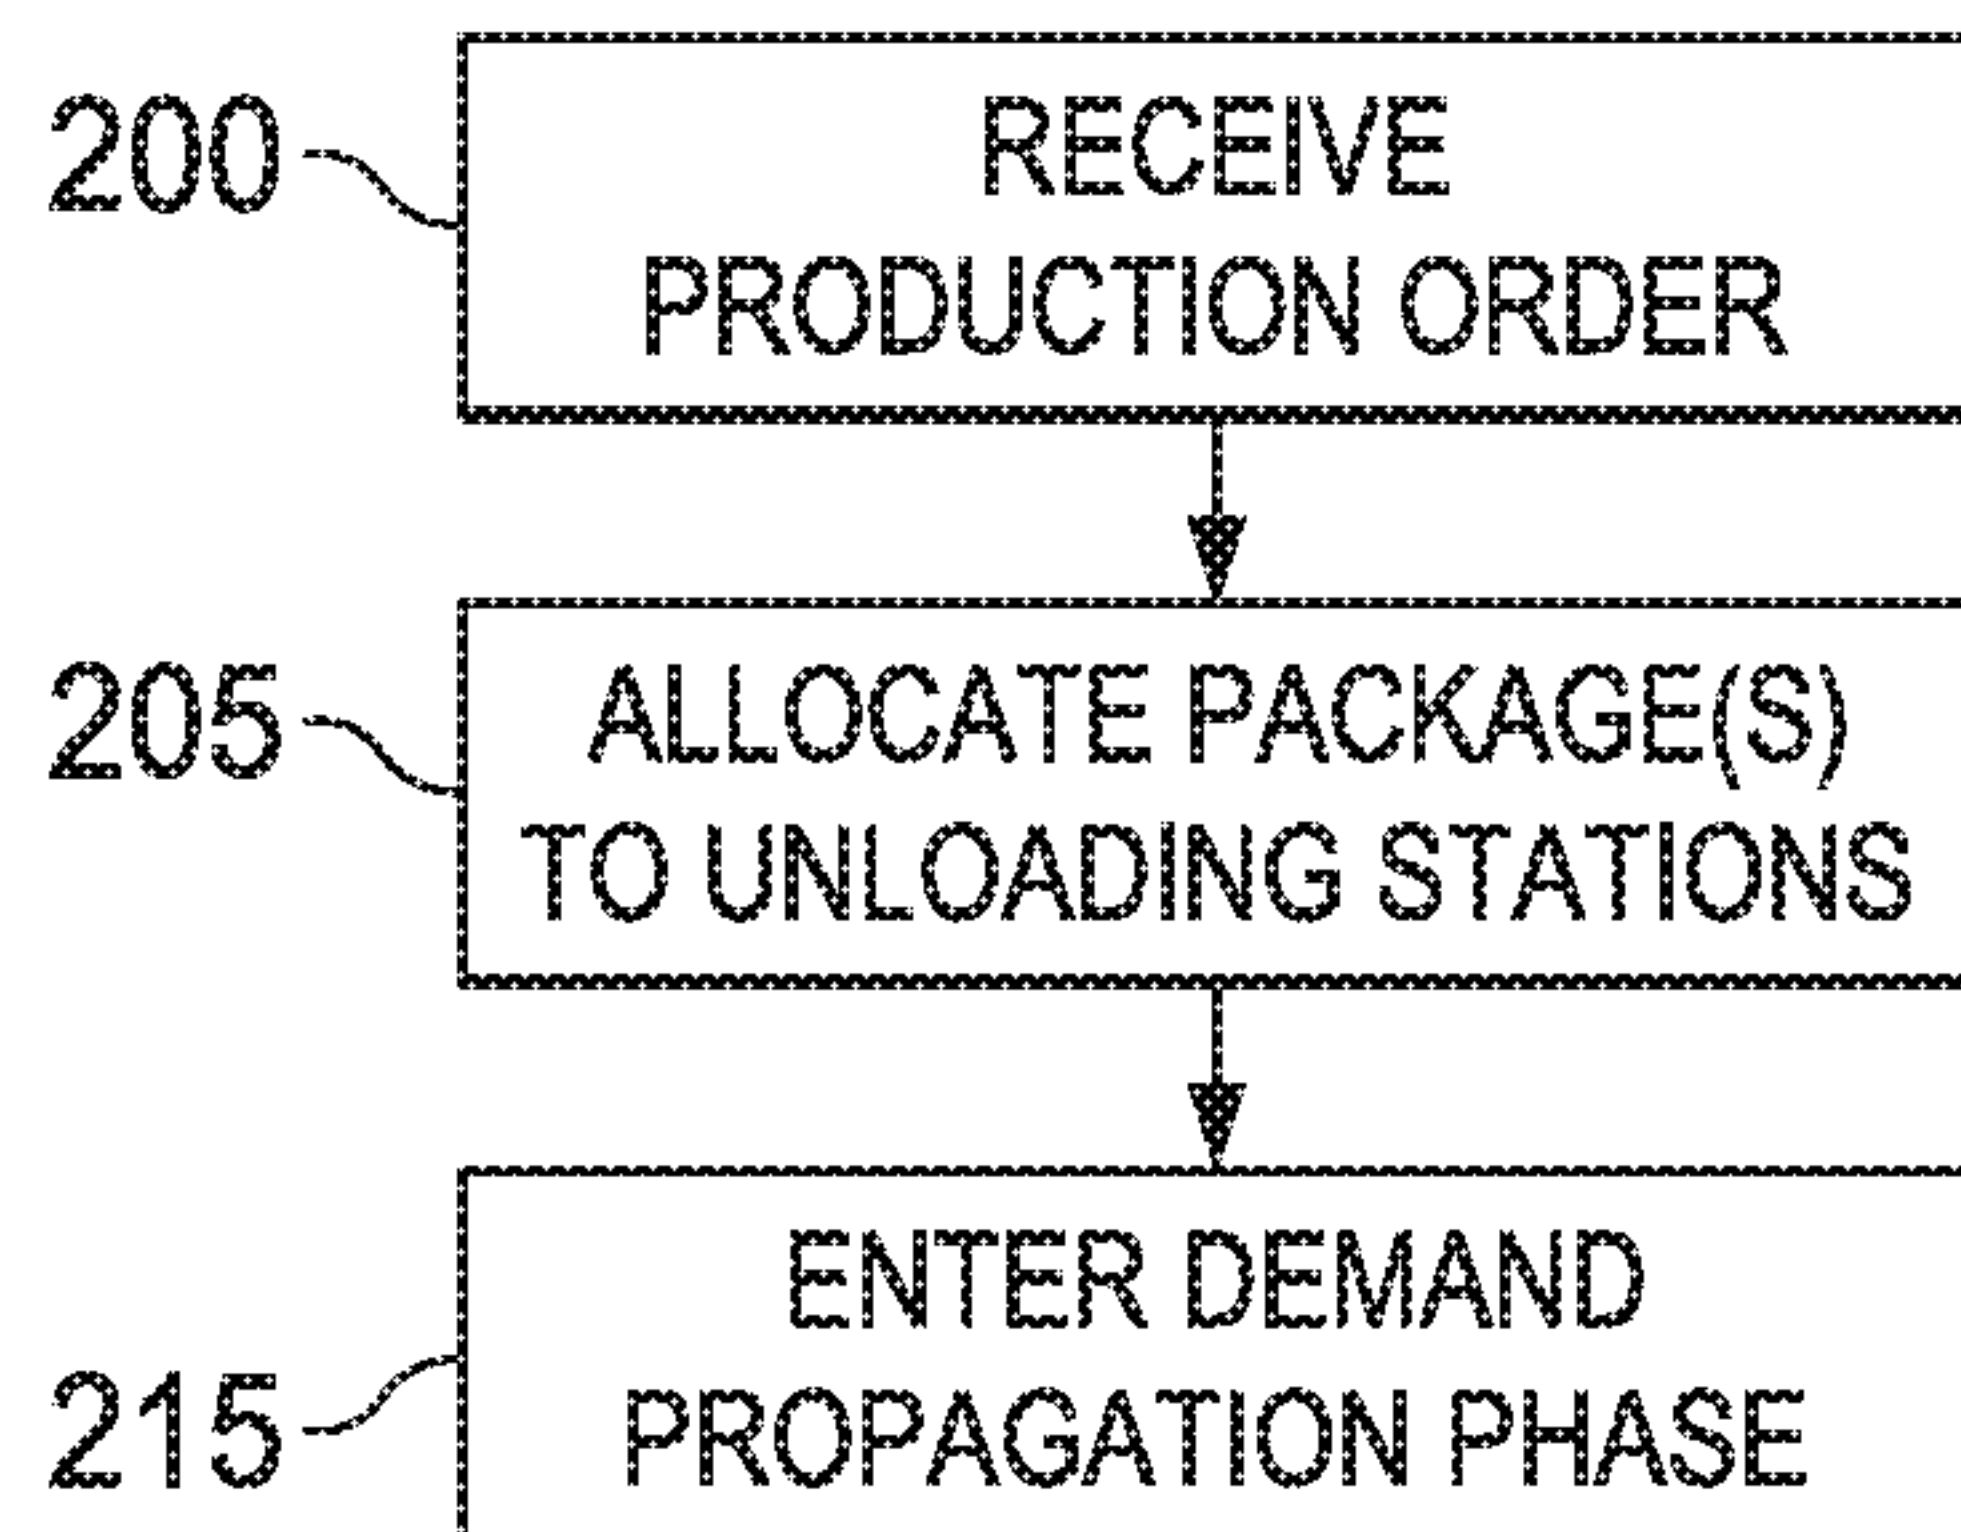 200
RECEIVE
PRODUCTION ORDER
205
ALLOCATE PACKAGE(S)
TO UNLOADING STATIONS
215
ENTER DEMAND
PROPAGATION PHASE